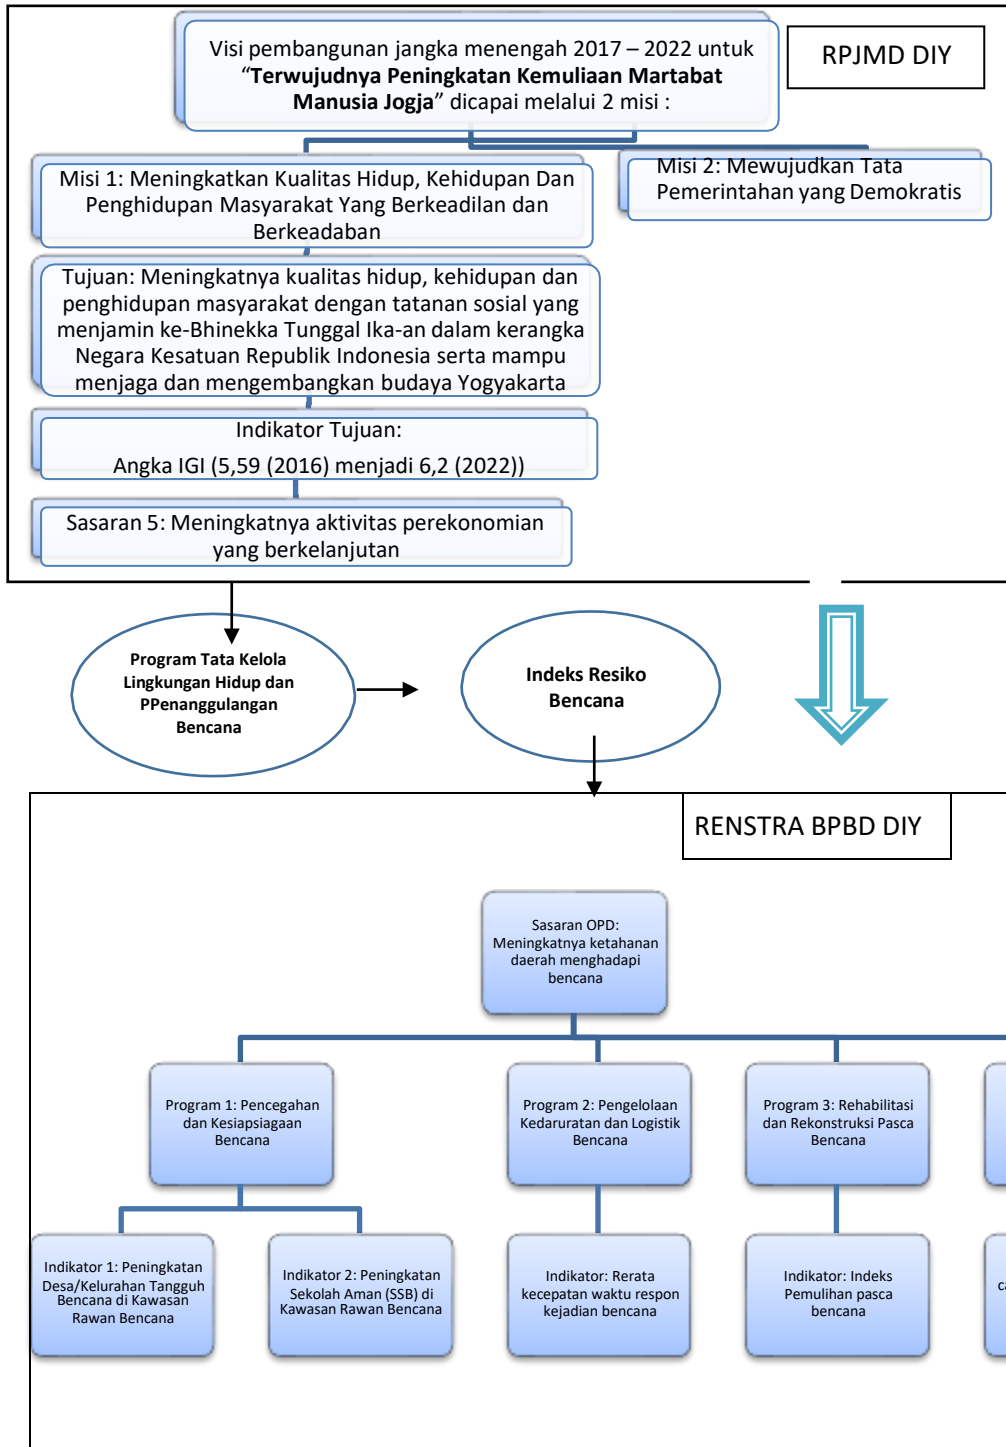 Visi pembangunan jangka menengah 2017 – 2022 untuk
“Terwujudnya Peningkatan Kemuliaan Martabat
Manusia Jogja” dicapai melalui 2 misi :
RPJMD DIY
Misi 1: Meningkatkan Kualitas Hidup, Kehidupan Dan
Penghidupan Masyarakat Yang Berkeadilan dan
Berkeadaban
Misi 2: Mewujudkan Tata
Pemerintahan yang Demokratis
Tujuan: Meningkatnya kualitas hidup, kehidupan dan
penghidupan masyarakat dengan tatanan sosial yang
menjamin ke-Bhinekka Tunggal Ika-an dalam kerangka
Negara Kesatuan Republik Indonesia serta mampu
menjaga dan mengembangkan budaya Yogyakarta
Indikator Tujuan:
Angka IGI (5,59 (2016) menjadi 6,2 (2022))
Sasaran 5: Meningkatnya aktivitas perekonomian
yang berkelanjutan
Program Tata Kelola
Lingkungan Hidup dan
PPenanggulangan
Bencana
Indeks Resiko
Bencana
RENSTRA BPBD DIY
Sasaran OPD:
Meningkatnya ketahanan
daerah menghadapi
bencana
Program 1: Pencegahan
dan Kesiapsiagaan
Bencana
Program 2: Pengelolaan
Kedaruratan dan Logistik
Bencana
Program 3: Rehabilitasi
dan Rekonstruksi Pasca
Bencana
Indikator 1: Peningkatan
Desa/Kelurahan Tangguh
Bencana di Kawasan
Rawan Bencana
Indikator 2: Peningkatan
Sekolah Aman (SSB) di
Kawasan Rawan Bencana
Indikator: Rerata
kecepatan waktu respon
kejadian bencana
Indikator: Indeks
Pemulihan pasca
bencana